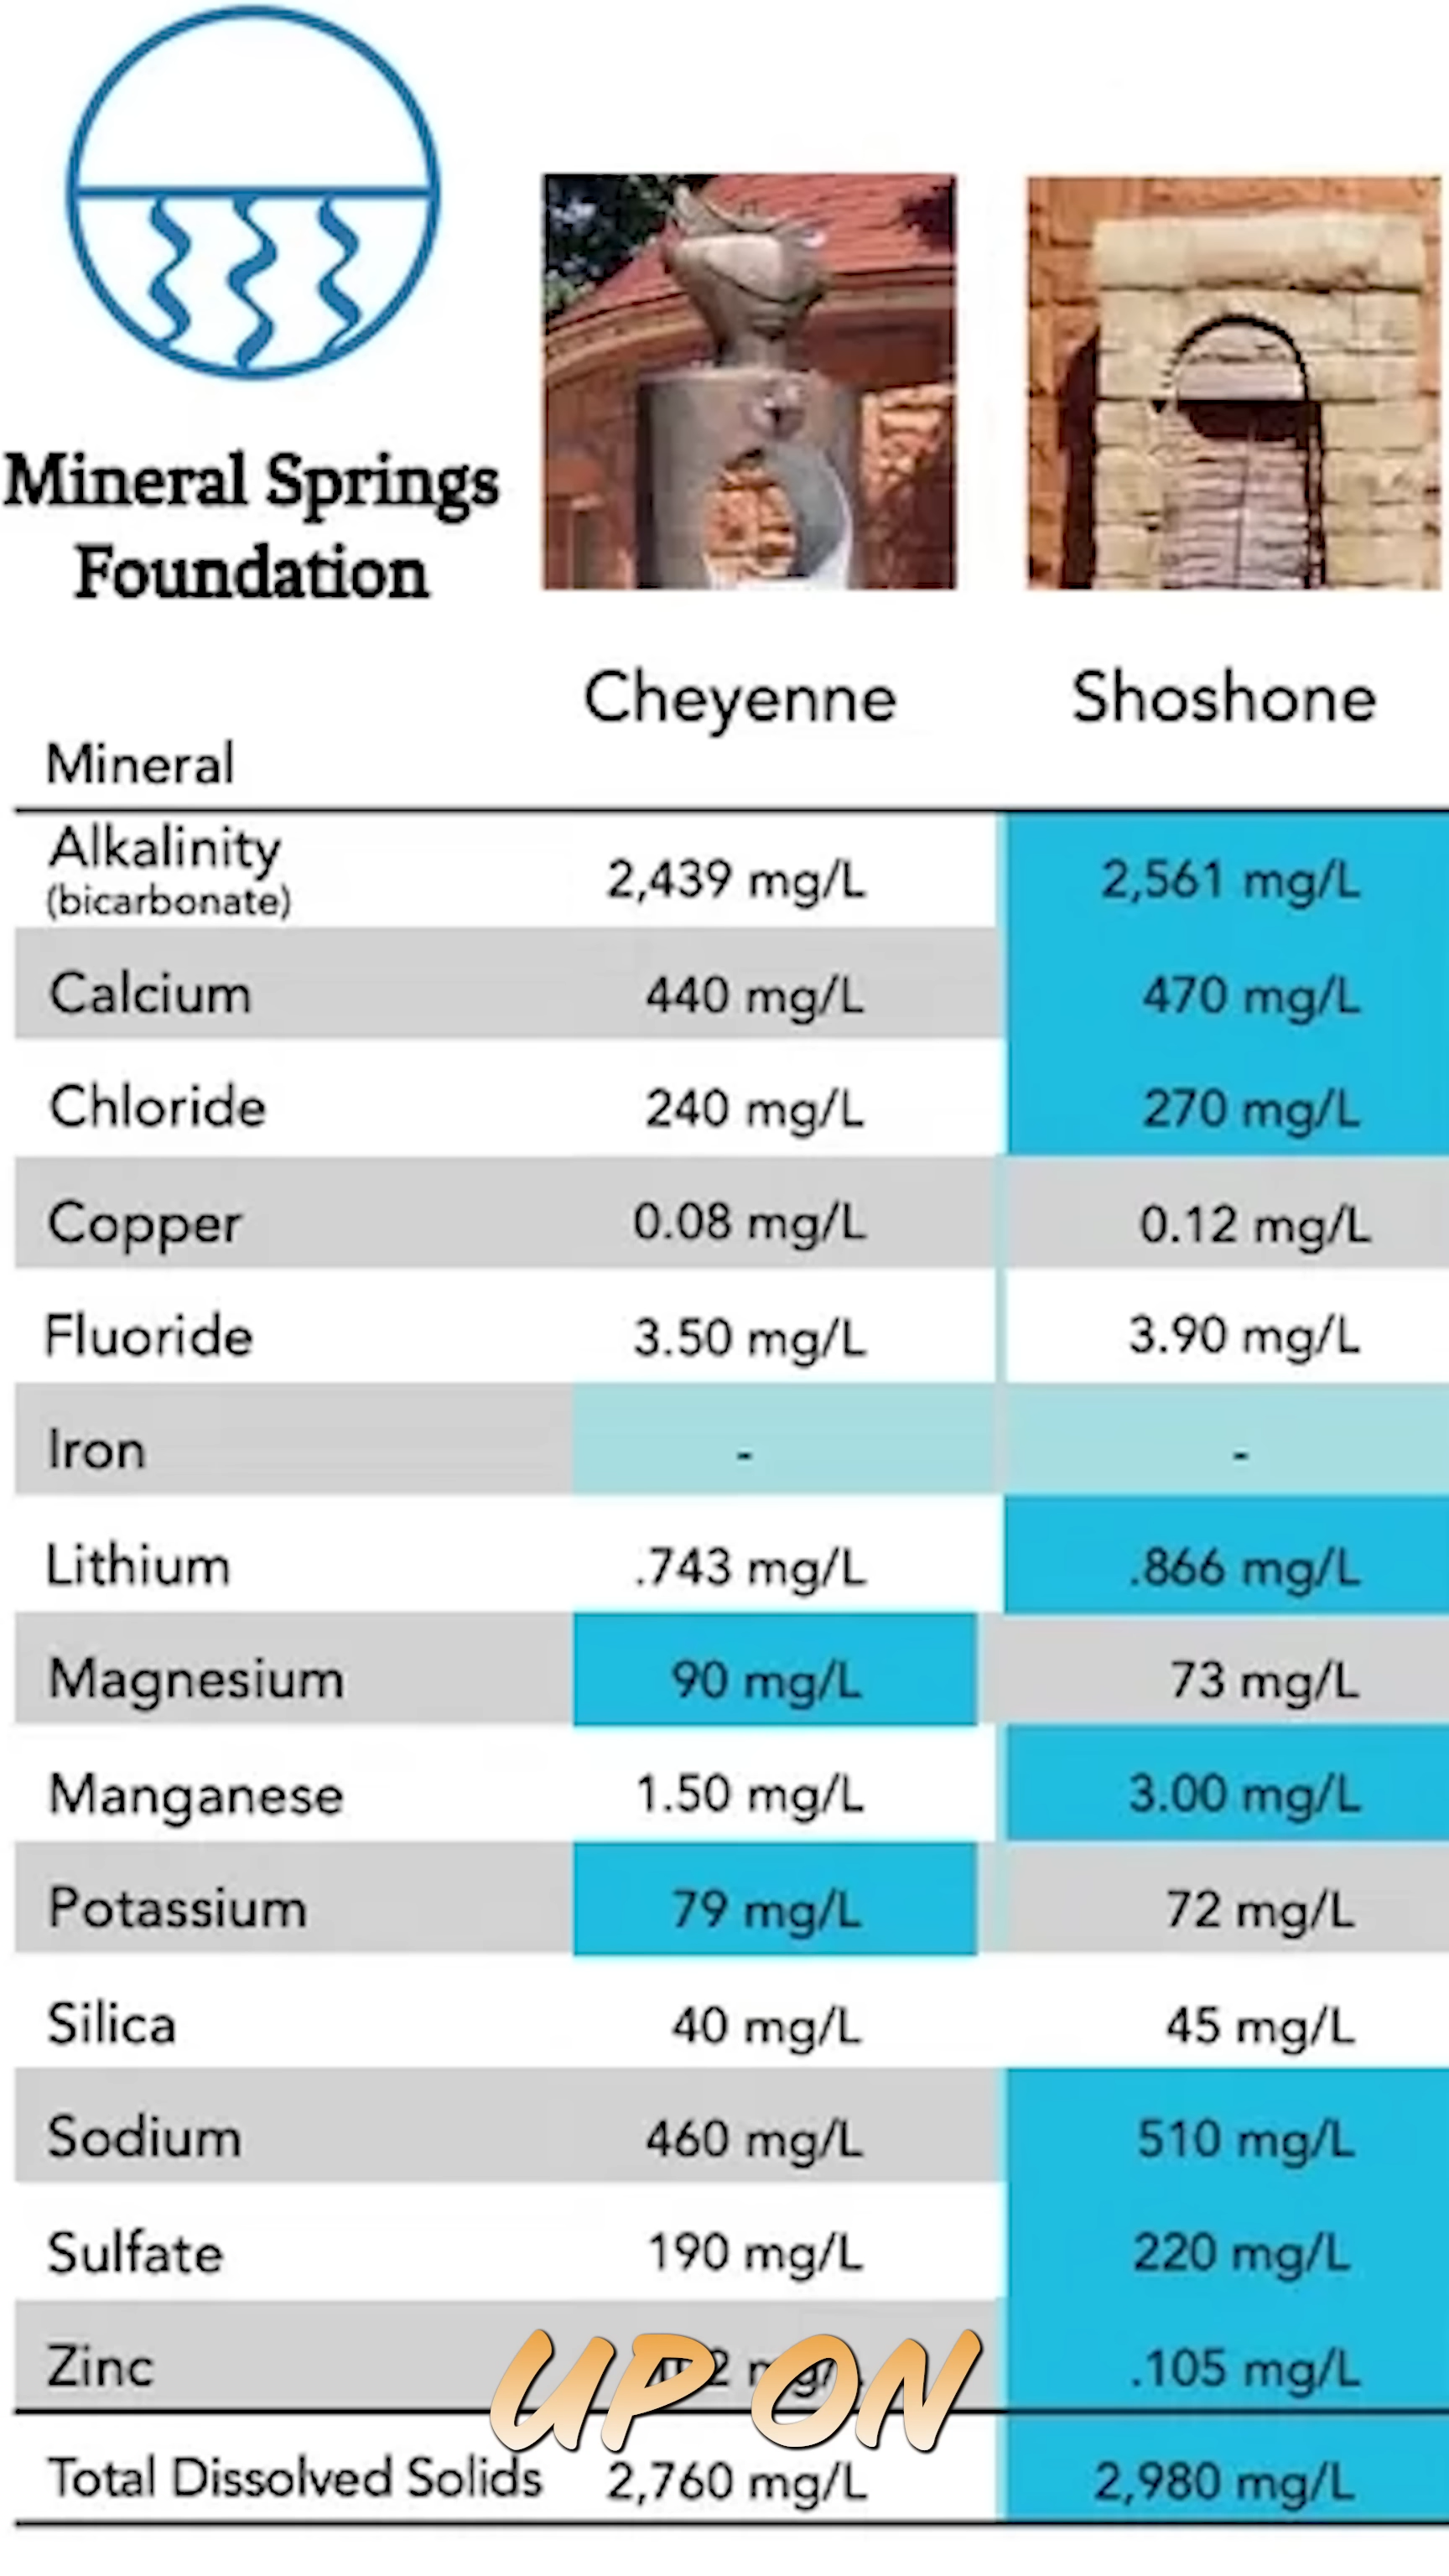 Mineral Springs
Foundation
Cheyenne Shoshone
Mineral
Alkalinity
(bicarbonate) 2,439 mg/L 2,561 mg/L
Calcium 440 mg/L 470 mg/L
Chloride 240 mg/L 270 mg/L
Copper 0.08 mg/L 0.12 mg/L
Fluoride 3.50 mg/L 3.90 mg/L
Iron - -
Lithium .743 mg/L .866 mg/L
Magnesium 90 mg/L 73 mg/L
Manganese 1.50 mg/L 3.00 mg/L
Potassium 79 mg/L 72 mg/L
Silica 40 mg/L 45 mg/L
Sodium 460 mg/L 510 mg/L
Sulfate 190 mg/L 220 mg/L
Zinc mg/L .105 mg/L
UP ON
Total Dissolved Solids 2,760 mg/L 2,980 mg/L